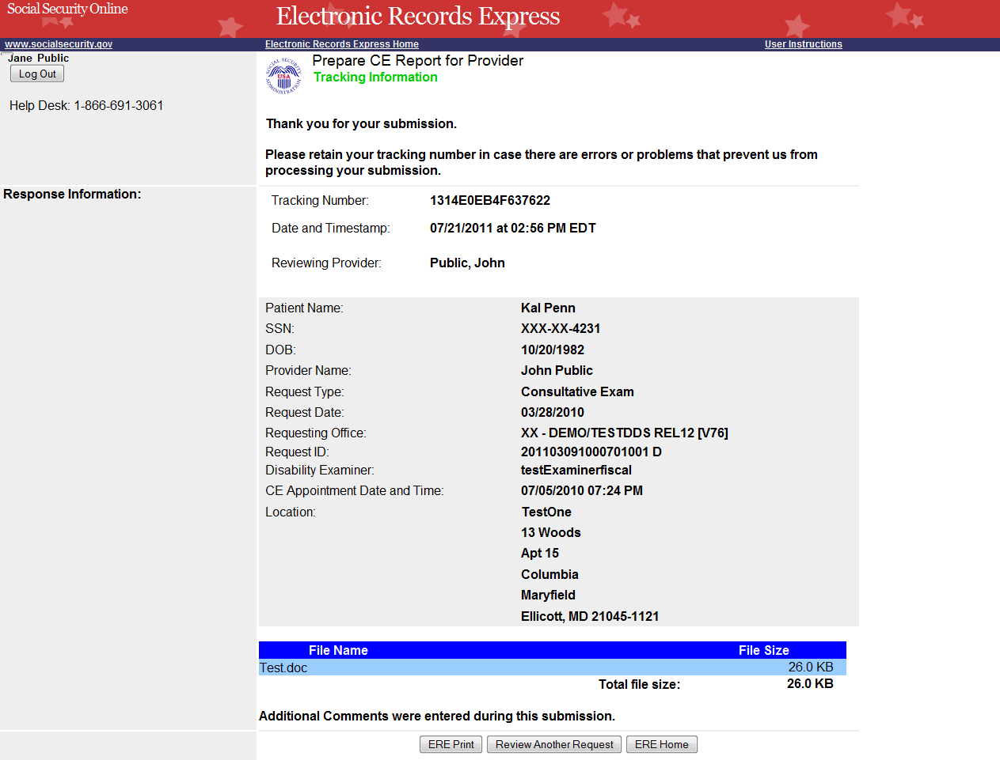 Social Security Online
Electronic Records Express
www.socialsecurity.gov
Electronic Records Express Home
User Instructions
Jane Public
Log Out
Help Desk: 1-866-691-3061
SOCIAL SECURITY ADMINISTRATION
USA
Prepare CE Report for Provider
Tracking Information
Thank you for your submission.
Please retain your tracking number in case there are errors or problems that prevent us from
processing your submission.
Response Information:
Tracking Number: 1314E0EB4F637622
Date and Timestamp: 07/21/2011 at 02:56 PM EDT
Reviewing Provider: Public, John
Patient Name: Kal Penn
SSN: XXX-XX-4231
DOB: 10/20/1982
Provider Name: John Public
Request Type: Consultative Exam
Request Date: 03/28/2010
Requesting Office: XX - DEMO/TESTDDS REL12 [V76]
Request ID: 201103091000701001 D
Disability Examiner: testExaminerfiscal
CE Appointment Date and Time: 07/05/2010 07:24 PM
Location: TestOne
13 Woods
Apt 15
Columbia
Maryfield
Ellicott, MD 21045-1121
File Name File Size
Test.doc 26.0 KB
Total file size: 26.0 KB
Additional Comments were entered during this submission.
ERE Print Review Another Request ERE Home